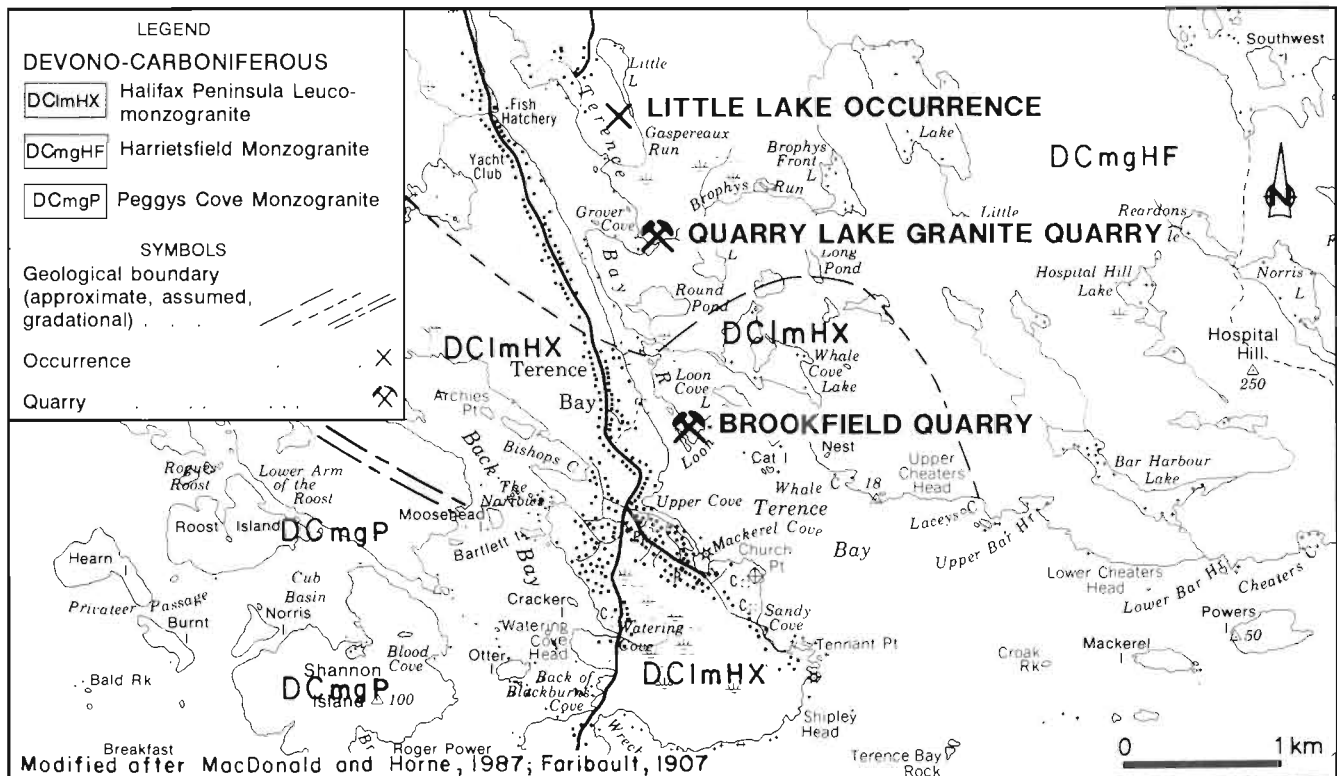 LEGEND
DEVONO-CARBONIFEROUS
DClmHX Halifax Peninsula Leuco-
monzogranite
DCmgHF Harrietsfield Monzogranite
DCmgP Peggys Cove Monzogranite
SYMBOLS
Geological boundary
(approximate, assumed,
gradational) . . .
Occurrence . . X
Quarry
Southwest
Little
L
Terence
Fish
Hatchery
LITTLE LAKE OCCURRENCE
Gaspereaux
Run
Yacht
Club
Lake
Brophys
Front
L
DCmgHF
N
Brophys Run
Grover
Cove
Little
Reardons
QUARRY LAKE GRANITE QUARRY
Bay
L
Long
Pond
Hospital Hill
Lake
Norris
L
Round
Pond
DClmHX
DClmHX
Hospital
Hill
250
Terence
Bay
Whale
Cove
Lake
R
Loon
Cove
L
Archies
Pt
BROOKFIELD QUARRY
Loon
Nest
Cat I
Bishops C
Back
Bay
Upper
Cheaters
Head
Bar Harbour
Lake
Rogues
Roost
Lower Arm
of the
Roost
The
Narrows
Whale C
18
Upper Cove
Terence
Bay
Laceys C
Moosehead
I
Roost Island
DCmgP
Mackerel Cove
Upper Bar Hr
Bartlett I
Hearn
I
Church
Pt
Lower Cheaters
Head
Lower Bar Hr
Cheaters C
Cub
Basin
Privateer Passage
Cracker
I
C
C
C
Sandy
Cove
Powers
I
50
Burnt
I
Norris
I
Watering
Cove
Head
Watering
Cove
Tennant Pt
Mackerel
I
Croak
Rk
Blood
Cove
Otter
I
Shannon
Island
DCmgP
100
Bald Rk
Back of
Blackburns
Cove
DClmHX
Shipley
Head
Breakfast
Br
Roger Power
Wreck
Terence Bay
Rock
0 1 km
Modified after MacDonald and Horne, 1987; Faribault, 1907